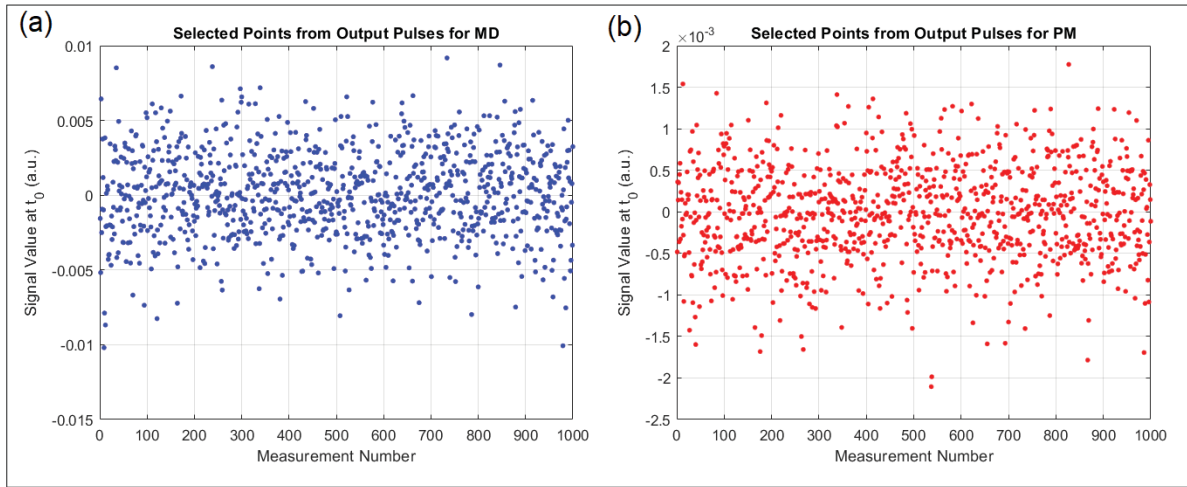 (a)
Selected Points from Output Pulses for MD
0.01
0.005
0
-0.005
-0.01
-0.015
Signal Value at t_0 (a.u.)
0 100 200 300 400 500 600 700 800 900 1000
Measurement Number
(b)
Selected Points from Output Pulses for PM
×10^-3
2
1.5
1
0.5
0
-0.5
-1
-1.5
-2
-2.5
Signal Value at t_0 (a.u.)
0 100 200 300 400 500 600 700 800 900 1000
Measurement Number